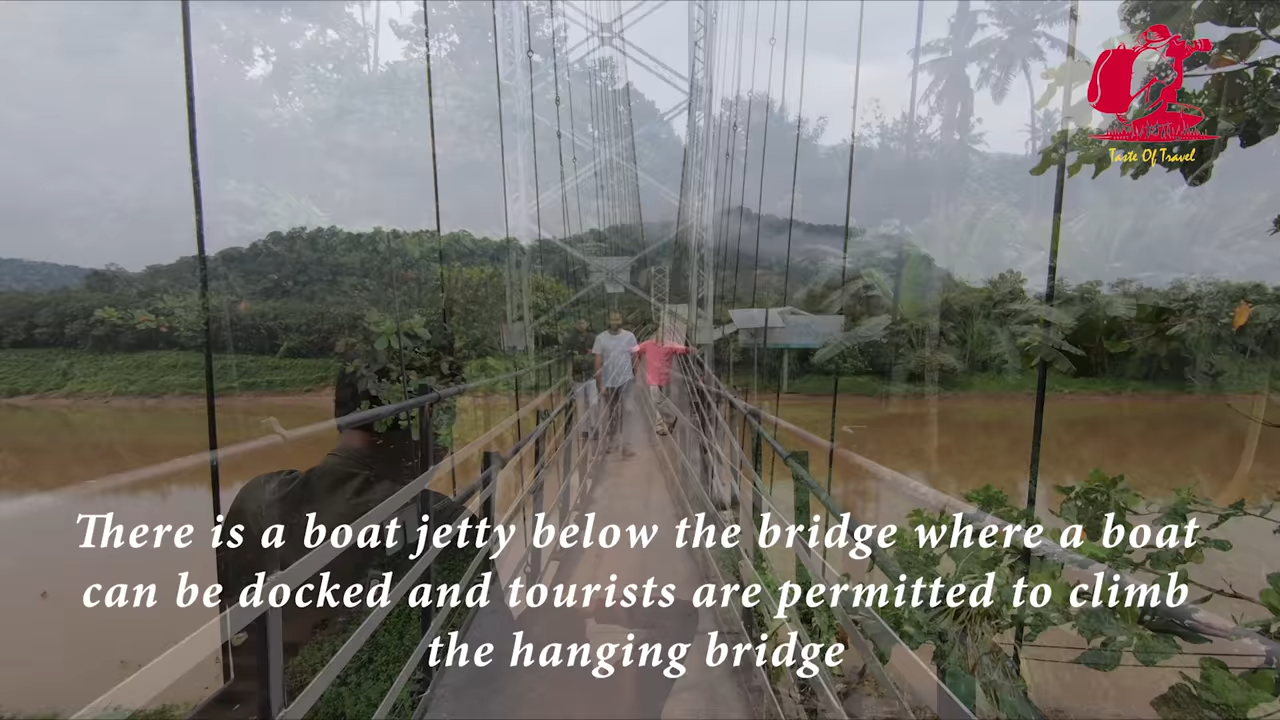 Taste Of Travel
There is a boat jetty below the bridge where a boat
can be docked and tourists are permitted to climb
the hanging bridge